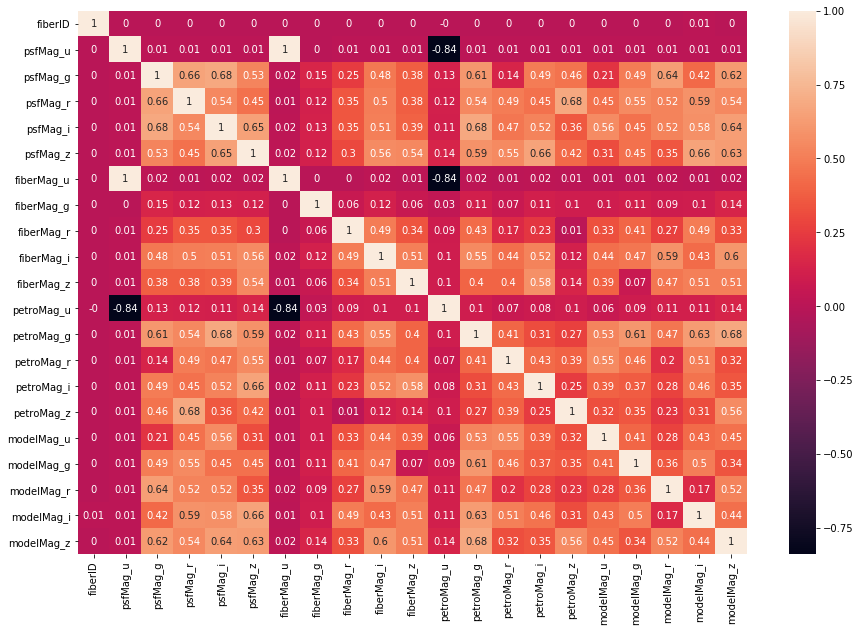 fiberID 1 0 0 0 0 0 0 0 0 0 0 -0 0 0 0 0 0 0 0 0.01 0
psfMag_u 0 1 0.01 0.01 0.01 0.01 1 0 0.01 0.01 0.01 -0.84 0.01 0.01 0.01 0.01 0.01 0.01 0.01 0.01 0.01
psfMag_g 0 0.01 1 0.66 0.68 0.53 0.02 0.15 0.25 0.48 0.38 0.13 0.61 0.14 0.49 0.46 0.21 0.49 0.64 0.42 0.62
psfMag_r 0 0.01 0.66 1 0.54 0.45 0.01 0.12 0.35 0.5 0.38 0.12 0.54 0.49 0.45 0.68 0.45 0.55 0.52 0.59 0.54
psfMag_i 0 0.01 0.68 0.54 1 0.65 0.02 0.13 0.35 0.51 0.39 0.11 0.68 0.47 0.52 0.36 0.56 0.45 0.52 0.58 0.64
psfMag_z 0 0.01 0.53 0.45 0.65 1 0.02 0.12 0.3 0.56 0.54 0.14 0.59 0.55 0.66 0.42 0.31 0.45 0.35 0.66 0.63
fiberMag_u 0 1 0.02 0.01 0.02 0.02 1 0 0 0.02 0.01 -0.84 0.02 0.01 0.02 0.01 0.01 0.01 0.02 0.01 0.02
fiberMag_g 0 0 0.15 0.12 0.13 0.12 0 1 0.06 0.12 0.06 0.03 0.11 0.07 0.11 0.1 0.1 0.11 0.09 0.1 0.14
fiberMag_r 0 0.01 0.25 0.35 0.35 0.3 0 0.06 1 0.49 0.34 0.09 0.43 0.17 0.23 0.01 0.33 0.41 0.27 0.49 0.33
fiberMag_i 0 0.01 0.48 0.5 0.51 0.56 0.02 0.12 0.49 1 0.51 0.1 0.55 0.44 0.52 0.12 0.44 0.47 0.59 0.43 0.6
fiberMag_z 0 0.01 0.38 0.38 0.39 0.54 0.01 0.06 0.34 0.51 1 0.1 0.4 0.4 0.58 0.14 0.39 0.07 0.47 0.51 0.51
petroMag_u -0 -0.84 0.13 0.12 0.11 0.14 -0.84 0.03 0.09 0.1 0.1 1 0.1 0.07 0.08 0.1 0.06 0.09 0.11 0.11 0.14
petroMag_g 0 0.01 0.61 0.54 0.68 0.59 0.02 0.11 0.43 0.55 0.4 0.1 1 0.41 0.31 0.27 0.53 0.61 0.47 0.63 0.68
petroMag_r 0 0.01 0.14 0.49 0.47 0.55 0.01 0.07 0.17 0.44 0.4 0.07 0.41 1 0.43 0.39 0.55 0.46 0.2 0.51 0.32
petroMag_i 0 0.01 0.49 0.45 0.52 0.66 0.02 0.11 0.23 0.52 0.58 0.08 0.31 0.43 1 0.25 0.39 0.37 0.28 0.46 0.35
petroMag_z 0 0.01 0.46 0.68 0.36 0.42 0.01 0.1 0.01 0.12 0.14 0.1 0.27 0.39 0.25 1 0.32 0.35 0.23 0.31 0.56
modelMag_u 0 0.01 0.21 0.45 0.56 0.31 0.01 0.1 0.33 0.44 0.39 0.06 0.53 0.55 0.39 0.32 1 0.41 0.28 0.43 0.45
modelMag_g 0 0.01 0.49 0.55 0.45 0.45 0.01 0.11 0.41 0.47 0.07 0.09 0.61 0.46 0.37 0.35 0.41 1 0.36 0.5 0.34
modelMag_r 0 0.01 0.64 0.52 0.52 0.35 0.02 0.09 0.27 0.59 0.47 0.11 0.47 0.2 0.28 0.23 0.28 0.36 1 0.17 0.52
modelMag_i 0.01 0.01 0.42 0.59 0.58 0.66 0.01 0.1 0.49 0.43 0.51 0.11 0.63 0.51 0.46 0.31 0.43 0.5 0.17 1 0.44
modelMag_z 0 0.01 0.62 0.54 0.64 0.63 0.02 0.14 0.33 0.6 0.51 0.14 0.68 0.32 0.35 0.56 0.45 0.34 0.52 0.44 1
fiberID
psfMag_u
psfMag_g
psfMag_r
psfMag_i
psfMag_z
fiberMag_u
fiberMag_g
fiberMag_r
fiberMag_i
fiberMag_z
petroMag_u
petroMag_g
petroMag_r
petroMag_i
petroMag_z
modelMag_u
modelMag_g
modelMag_r
modelMag_i
modelMag_z
1.00
0.75
0.50
0.25
0.00
-0.25
-0.50
-0.75